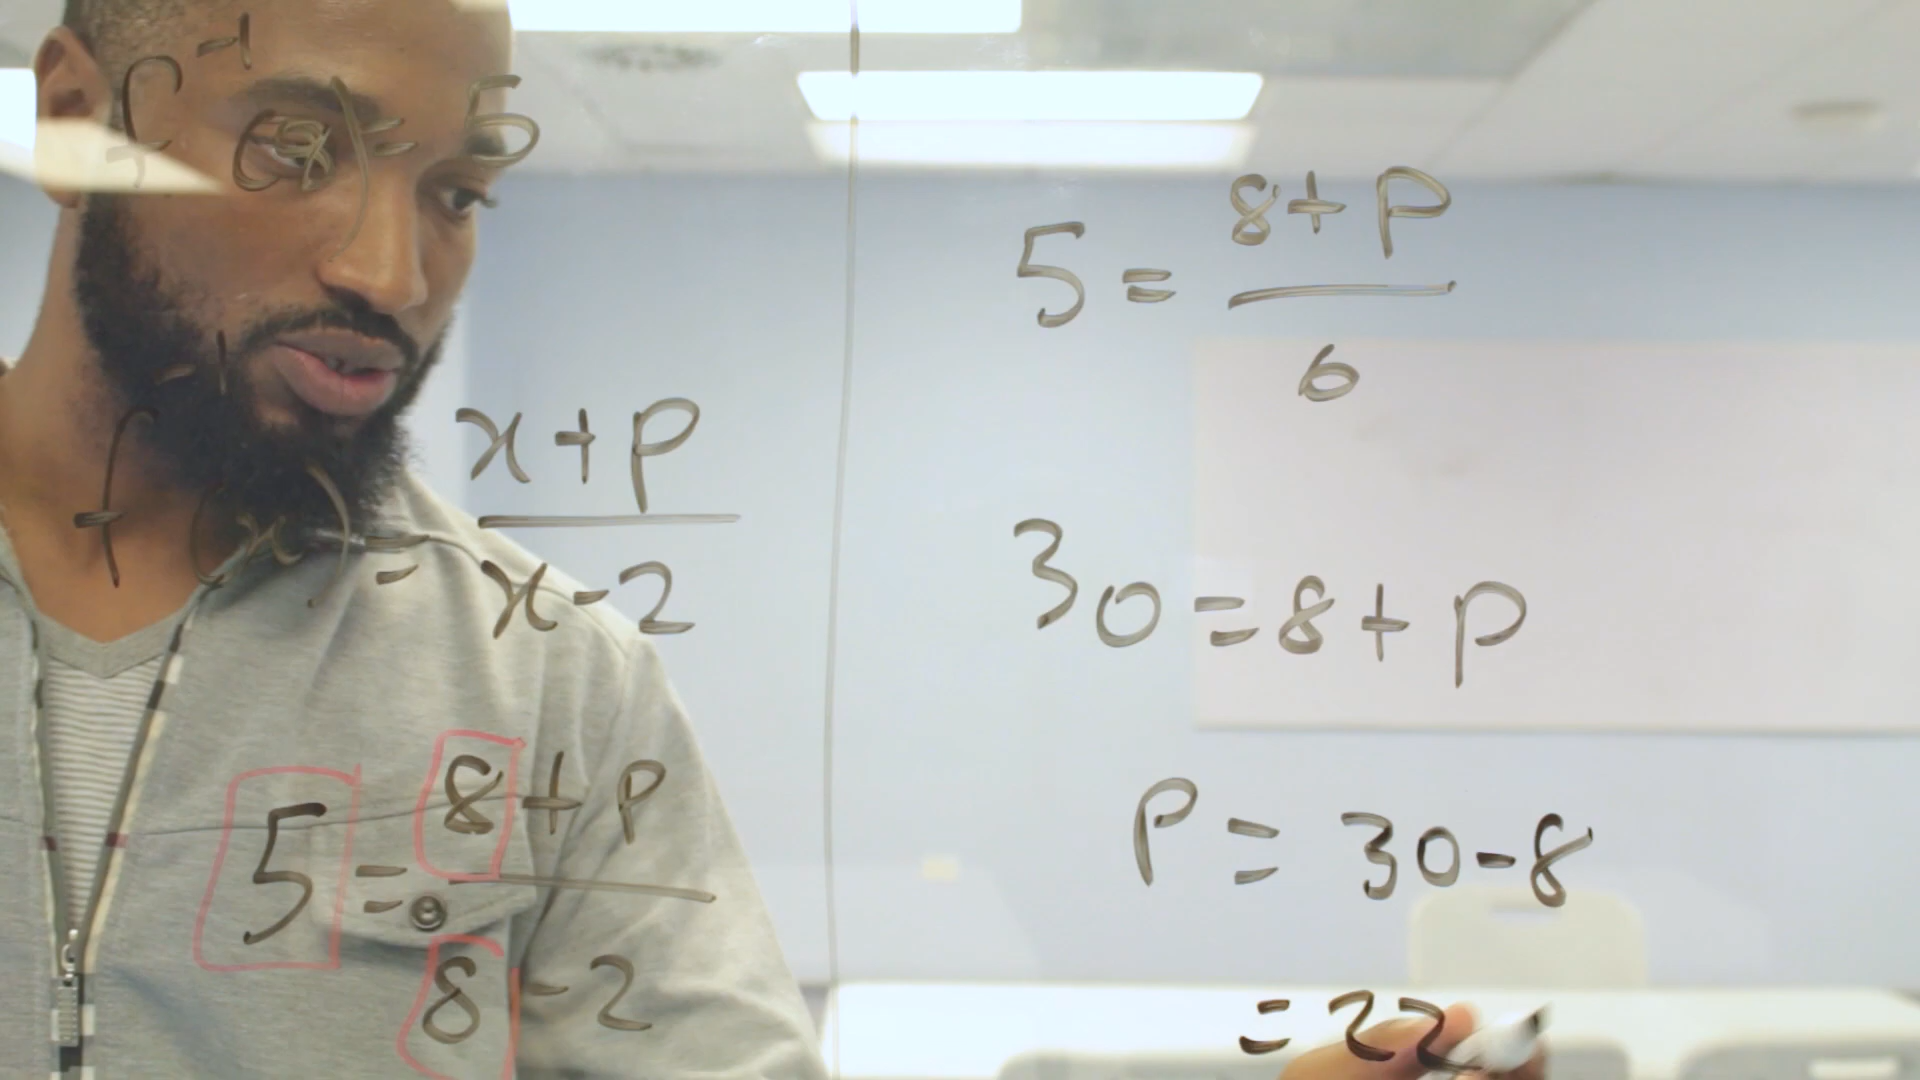 f⁻¹(8) = 5
f⁻¹(x) = x+p / x-2
5 = 8+p / 8-2
5 = 8+p / 6
30 = 8+p
p = 30-8
= 22